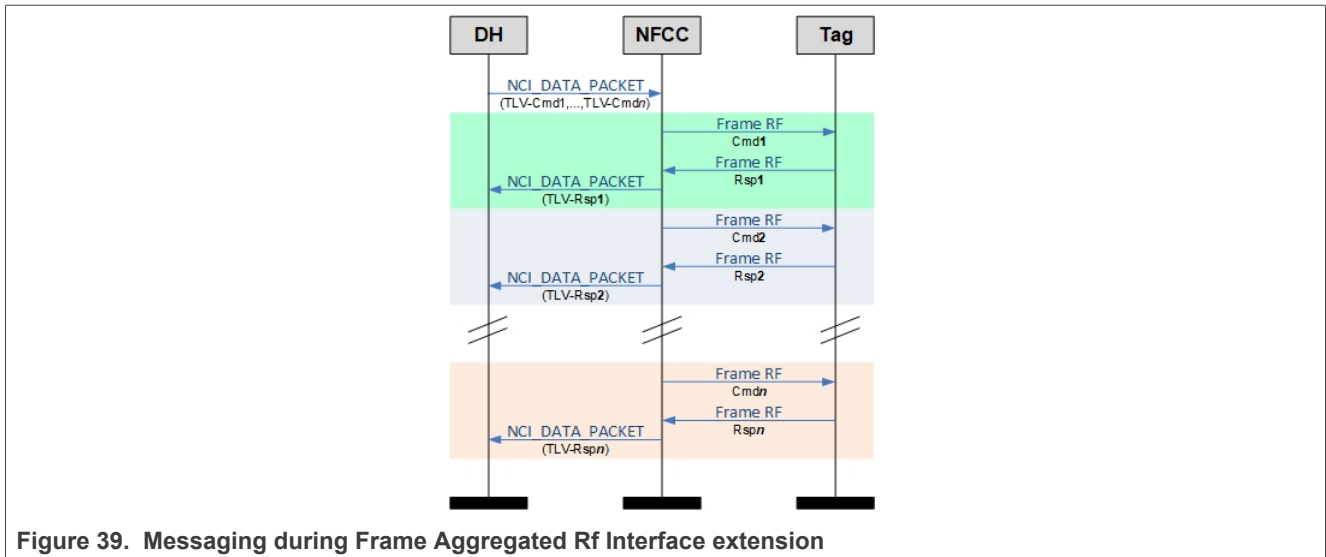 DH NFCC Tag
NCI_DATA_PACKET
(TLV-Cmd1,...,TLV-Cmdn)
Frame RF
Cmd1
Frame RF
Rsp1
NCI_DATA_PACKET
(TLV-Rsp1)
Frame RF
Cmd2
Frame RF
Rsp2
NCI_DATA_PACKET
(TLV-Rsp2)
Frame RF
Cmdn
Frame RF
Rspn
NCI_DATA_PACKET
(TLV-Rspn)
Figure 39. Messaging during Frame Aggregated Rf Interface extension